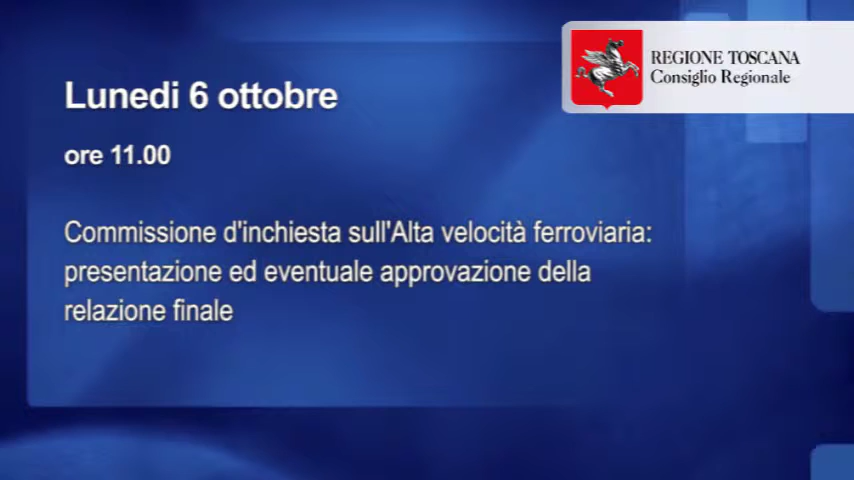 REGIONE TOSCANA
Consiglio Regionale
Lunedi 6 ottobre
ore 11.00
Commissione d'inchiesta sull'Alta velocità ferroviaria:
presentazione ed eventuale approvazione della
relazione finale